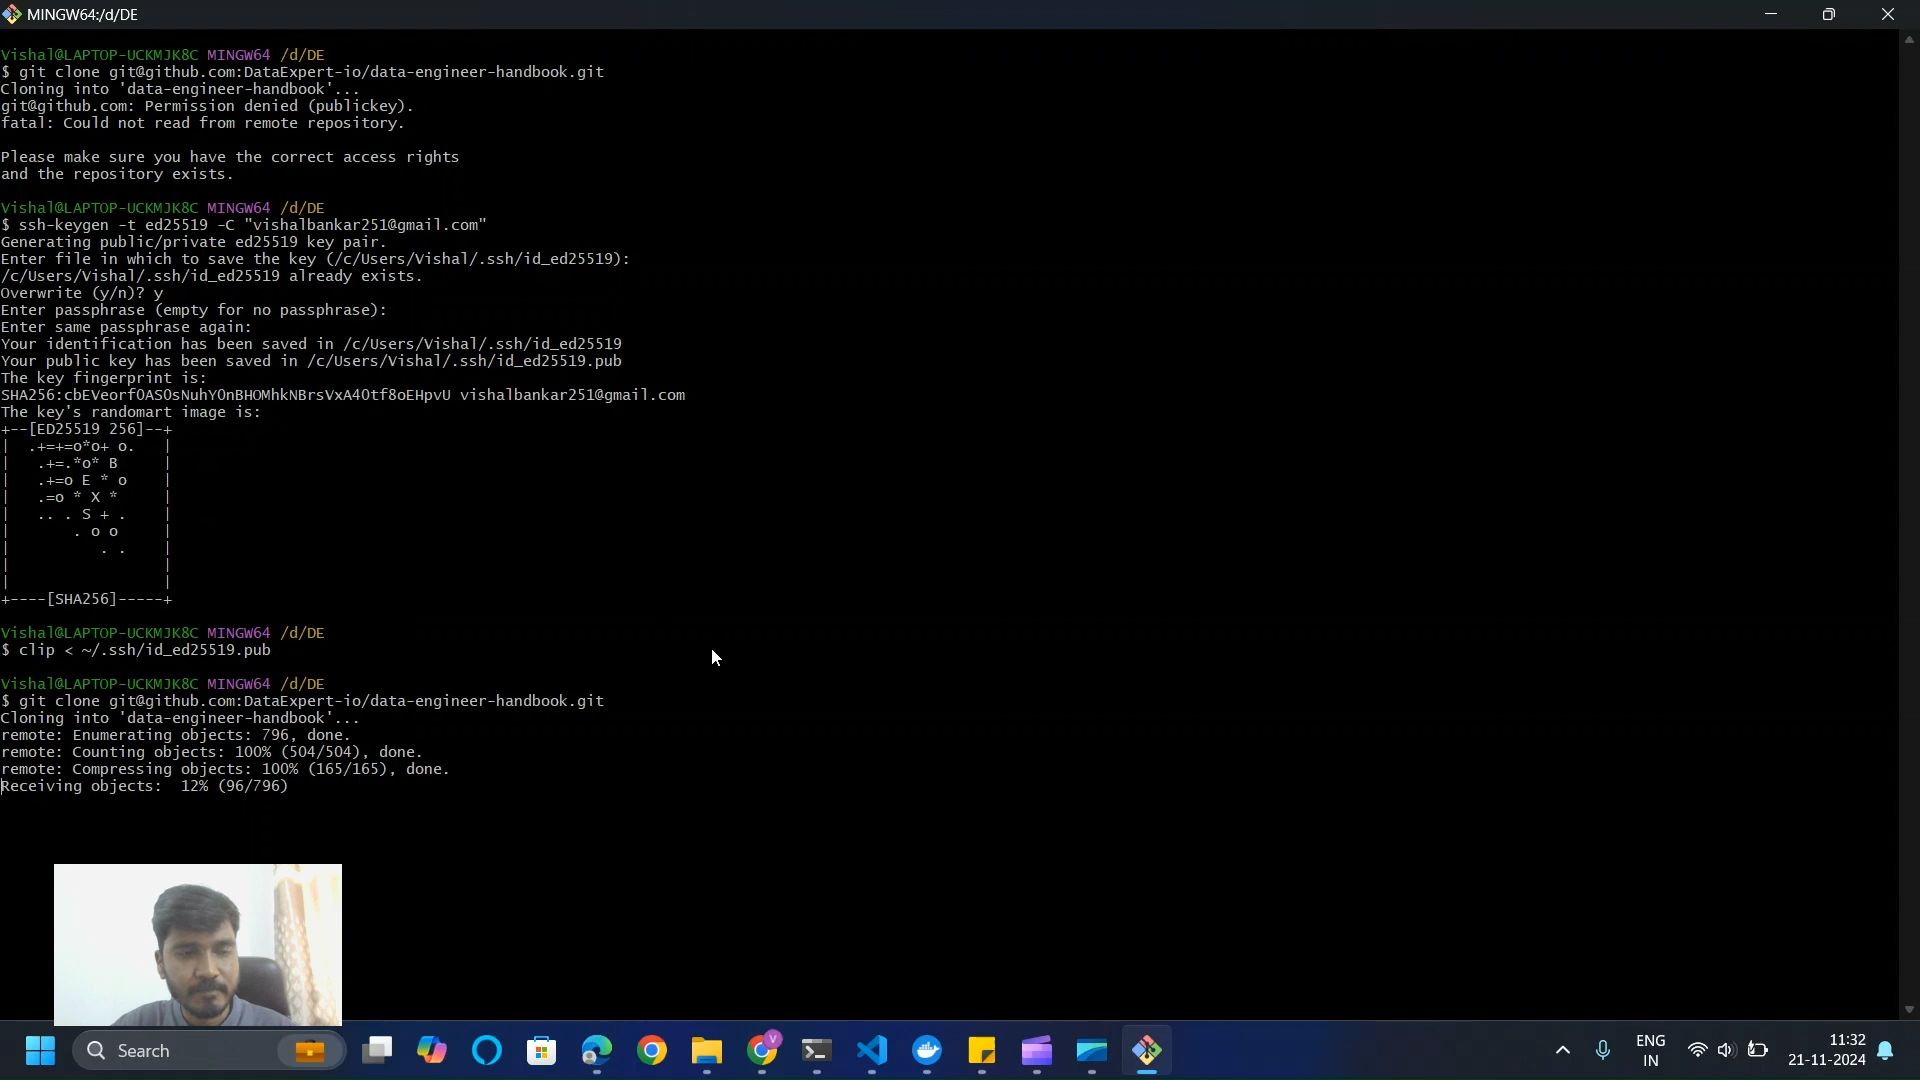 MINGW64:/d/DE
Vishal@LAPTOP-UCKMJK8C MINGW64 /d/DE
$ git clone git@github.com:DataExpert-io/data-engineer-handbook.git
Cloning into 'data-engineer-handbook'...
git@github.com: Permission denied (publickey).
fatal: Could not read from remote repository.
Please make sure you have the correct access rights
and the repository exists.
Vishal@LAPTOP-UCKMJK8C MINGW64 /d/DE
$ ssh-keygen -t ed25519 -C "vishalbankar251@gmail.com"
Generating public/private ed25519 key pair.
Enter file in which to save the key (/c/Users/Vishal/.ssh/id_ed25519):
/c/Users/Vishal/.ssh/id_ed25519 already exists.
Overwrite (y/n)? y
Enter passphrase (empty for no passphrase):
Enter same passphrase again:
Your identification has been saved in /c/Users/Vishal/.ssh/id_ed25519
Your public key has been saved in /c/Users/Vishal/.ssh/id_ed25519.pub
The key fingerprint is:
SHA256:cbEVeorfOASOsNuhYOnBHOMhkNBrsVxA4Otf8oEHpvU vishalbankar251@gmail.com
The key's randomart image is:
+--[ED25519 256]--+
|  .+=+=o*o+ o.   |
|   .+=.*o* B     |
|   .+=o E * o    |
|   .=o * X *     |
|   .. . S + .    |
|       . o o     |
|          . .    |
|                 |
|                 |
+----[SHA256]-----+
Vishal@LAPTOP-UCKMJK8C MINGW64 /d/DE
$ clip < ~/.ssh/id_ed25519.pub
Vishal@LAPTOP-UCKMJK8C MINGW64 /d/DE
$ git clone git@github.com:DataExpert-io/data-engineer-handbook.git
Cloning into 'data-engineer-handbook'...
remote: Enumerating objects: 796, done.
remote: Counting objects: 100% (504/504), done.
remote: Compressing objects: 100% (165/165), done.
Receiving objects:  12% (96/796)
Search
V
ENG
IN
11:32
21-11-2024